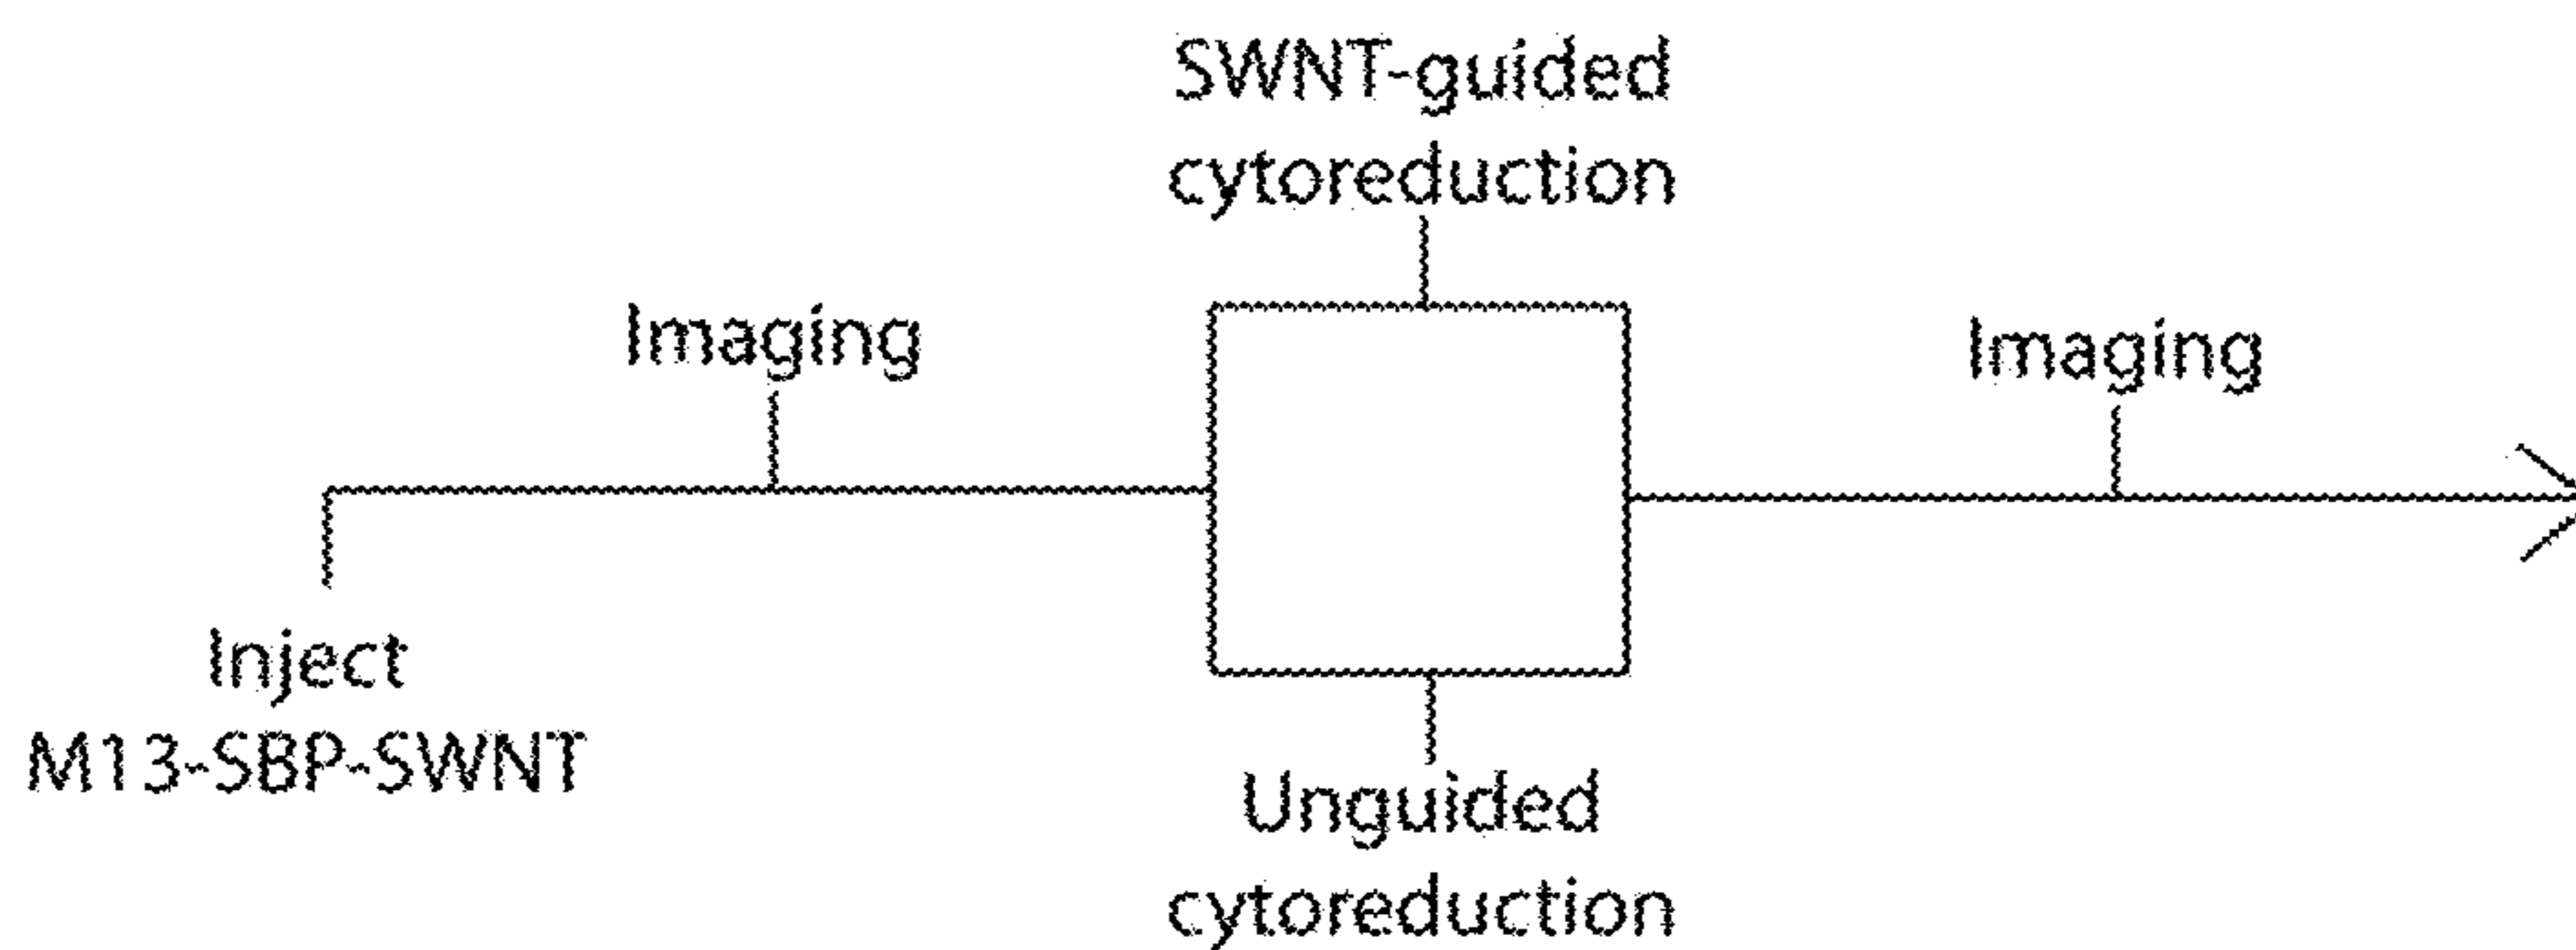 Inject
M13-SBP-SWNT
Imaging
SWNT-guided
cytoreduction
Unguided
cytoreduction
Imaging